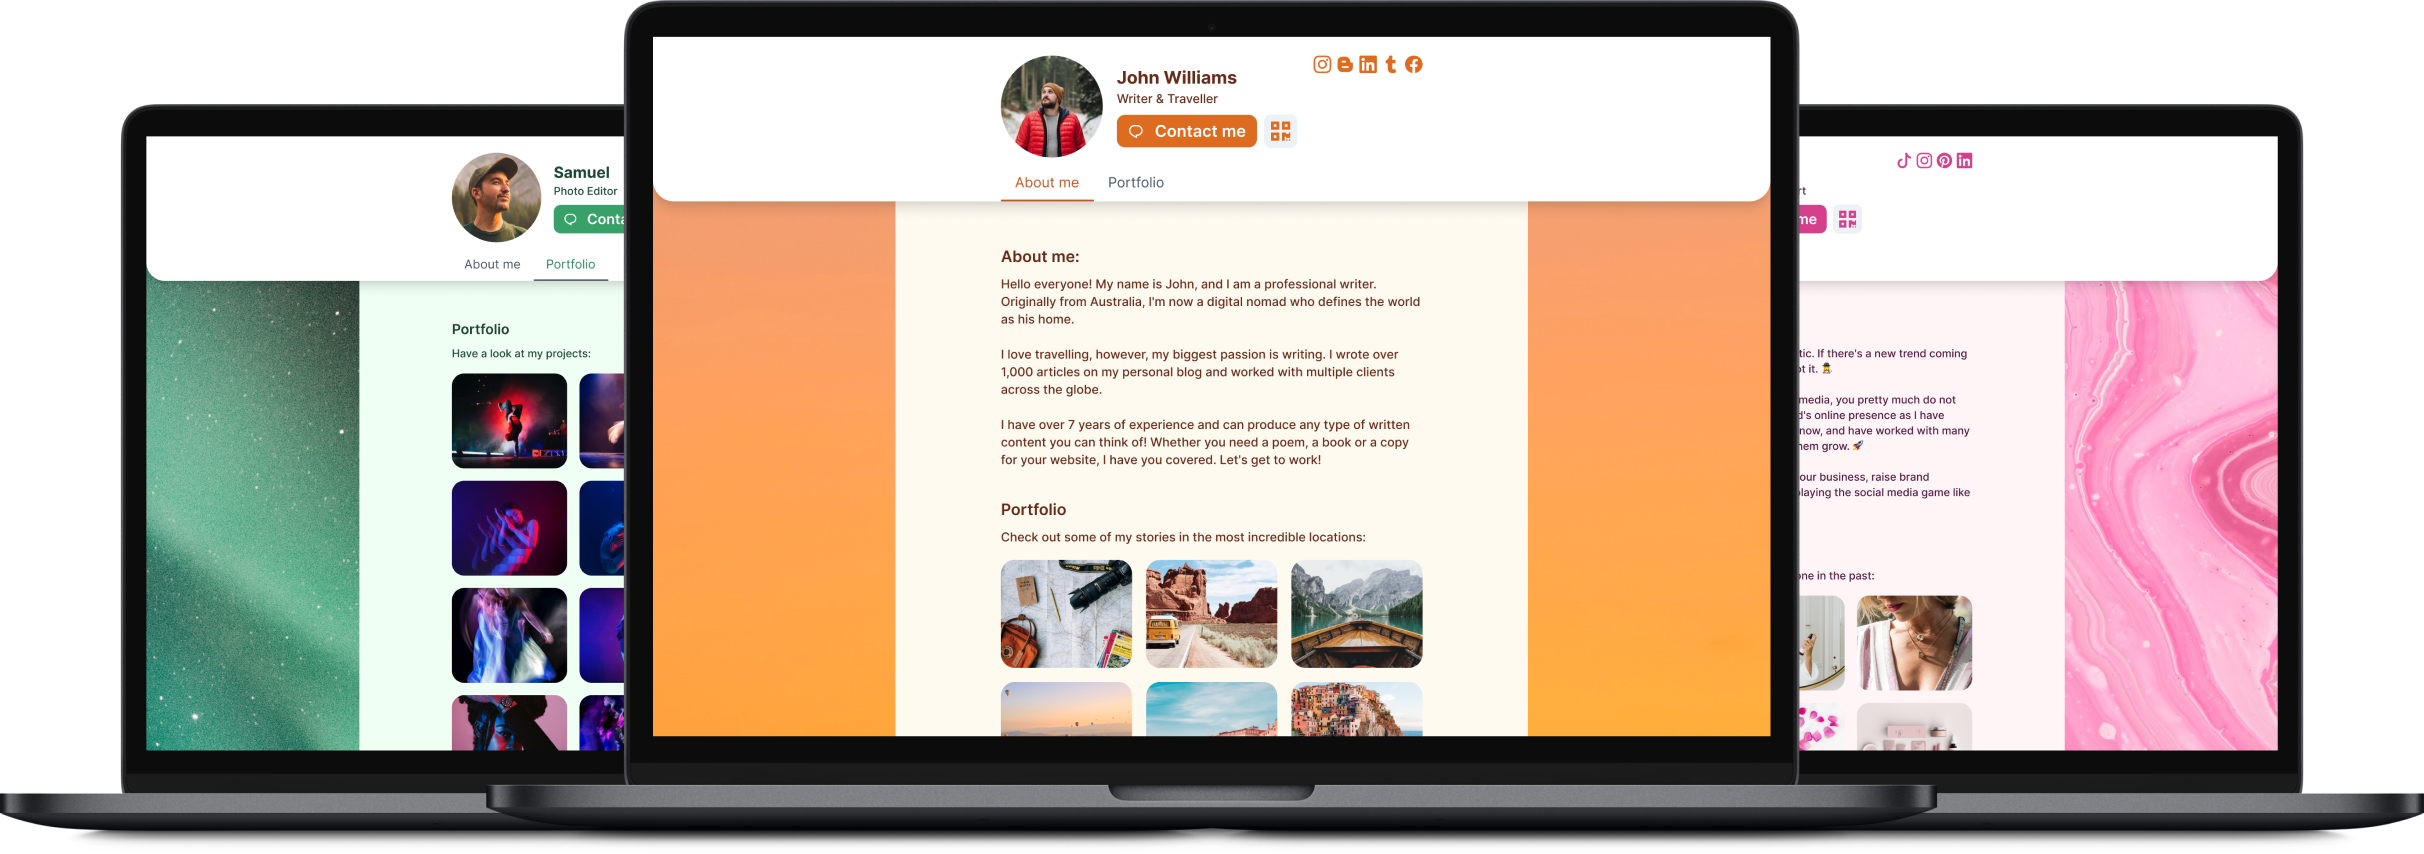 Samuel
Photo Editor
About me
Portfolio
Portfolio
Have a look at my projects:
John Williams
Writer & Traveller
Contact me
About me
Portfolio
About me:
Hello everyone! My name is John, and I am a professional writer.
Originally from Australia, I'm now a digital nomad who defines the world
as his home.
I love travelling, however, my biggest passion is writing. I wrote over
1,000 articles on my personal blog and worked with multiple clients
across the globe.
I have over 7 years of experience and can produce any type of written
content you can think of! Whether you need a poem, a book or a copy
for your website, I have you covered. Let's get to work!
Portfolio
Check out some of my stories in the most incredible locations:
me
If there's a new trend coming
it.
media, you pretty much do not
online presence as I have
now, and have worked with many
grow.
your business, raise brand
playing the social media game like
in the past: